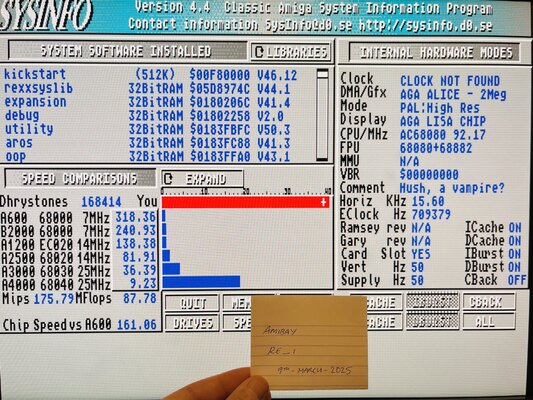 SYSINFO
Version 4.4 Classic Amiga System Information Program
Contact information SysInfo@d0.se http://sysinfo.d0.se
SYSTEM SOFTWARE INSTALLED
LIBRARIES
kickstart (512K) $00F80000 V46.12
rexxsyslib 32BitRAM $05D8974C V44.1
expansion 32BitRAM $0180206C V41.4
debug 32BitRAM $01802258 V2.0
utility 32BitRAM $0183FBFC V50.3
aros 32BitRAM $0183FC88 V41.3
oop 32BitRAM $0183FFA0 V43.1
INTERNAL HARDWARE MODES
Clock CLOCK NOT FOUND
DMA/Gfx AGA ALICE - 2Meg
Mode PAL:High Res
Display AGA LISA CHIP
CPU/MHz AC68080 92.17
FPU 68080+68882
MMU N/A
VBR $00000000
Comment Hush, a vampire?
Horiz KHz 15.60
EClock Hz 709379
Ramsey rev N/A ICache ON
Gary rev N/A DCache ON
Card Slot YES IBurst ON
Vert Hz 50 DBurst ON
Supply Hz 50 CBack OFF
SPEED COMPARISONS
EXPAND
Dhrystones 168414 You
A600 68000 7MHz 318.36
B2000 68000 7MHz 240.93
A1200 EC020 14MHz 138.38
A2500 68020 14MHz 81.91
A3000 68030 25MHz 36.39
A4000 68040 25MHz 9.23
Mips 175.79 MFlops 87.78
Chip Speed vs A600 161.06
QUIT
CBACK
DRIVES
ALL
AMIBAY
RE_1
9th-MARCH-2025